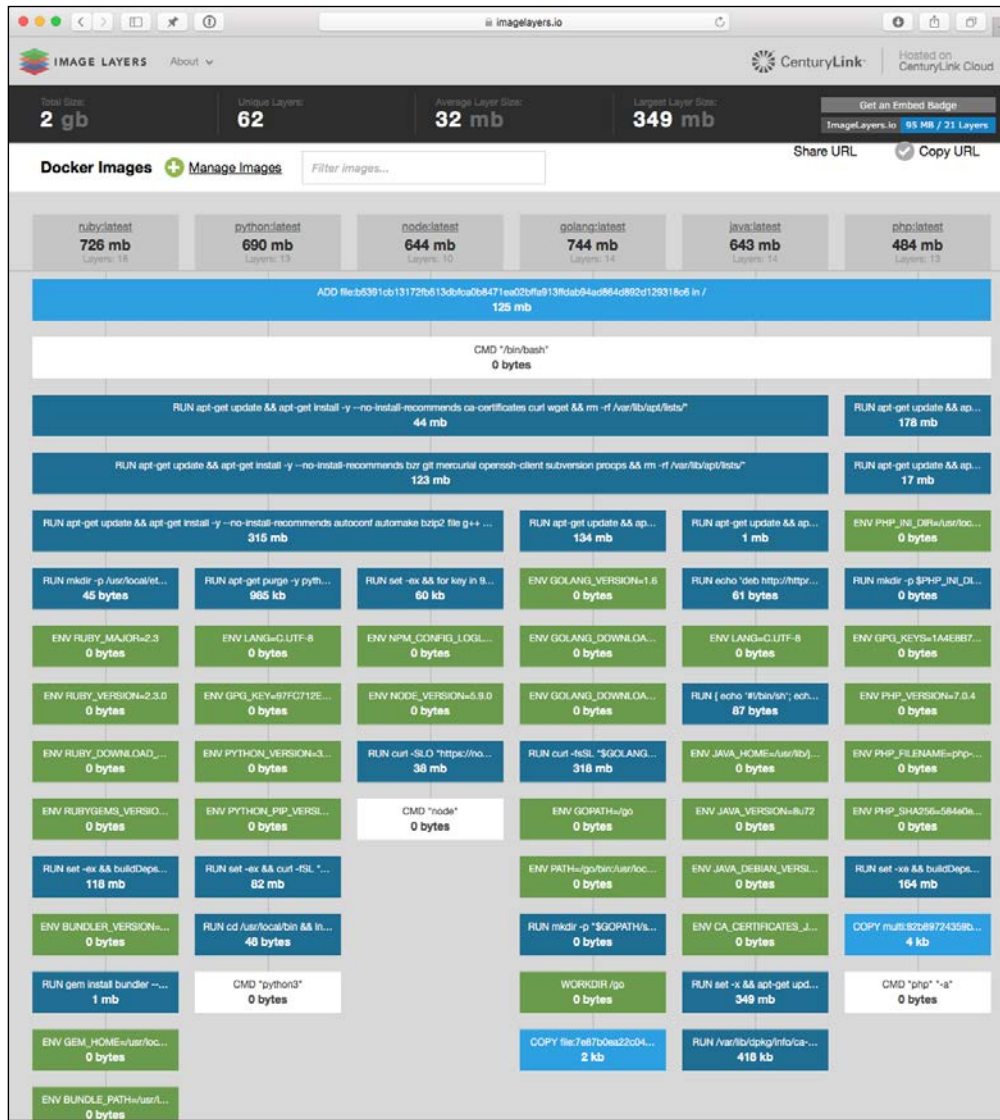 imagelayers.io
IMAGE LAYERS About
CenturyLink Hosted on CenturyLink Cloud
Total Size: 2 gb
Unique Layers: 62
Average Layer Size: 32 mb
Largest Layer Size: 349 mb
Get an Embed Badge
ImageLayers.io 95 MB / 21 Layers
Docker Images Manage Images Filter images... Share URL Copy URL
ruby:latest python:latest node:latest golang:latest java:latest php:latest
726 mb 690 mb 644 mb 744 mb 643 mb 484 mb
Layers: 18 Layers: 13 Layers: 10 Layers: 14 Layers: 14 Layers: 13
ADD in /
125 mb
CMD "/bin/bash"
0 bytes
RUN apt-get update && apt-get install -y --no-install-recommends ca-certificates curl wget && rm -rf /var/lib/apt/lists/* RUN apt-get update && ap...
44 mb 178 mb
RUN apt-get update && apt-get install -y --no-install-recommends bzr git mercurial openssh-client subversion procps && rm -rf /var/lib/apt/lists/* RUN apt-get update && ap...
123 mb 17 mb
RUN apt-get update && apt-get install -y --no-install-recommends autoconf automake bzip2 file g++ ... RUN apt-get update && ap... RUN apt-get update && ap... ENV PHP_INI_DIR=/usr/loc...
315 mb 134 mb 1 mb 0 bytes
RUN mkdir -p /usr/local/et... RUN apt-get purge -y pyth... RUN set -ex && for key in 9... ENV GOLANG_VERSION=1.6 RUN echo 'deb http://httpr... RUN mkdir -p $PHP_INI_DI...
45 bytes 965 kb 60 kb 0 bytes 61 bytes 0 bytes
ENV RUBY_MAJOR=2.3 ENV LANG=C.UTF-8 ENV NPM_CONFIG_LOGL... ENV GOLANG_DOWNLOA... ENV LANG=C.UTF-8 ENV GPG_KEYS=1A4E8B7...
0 bytes 0 bytes 0 bytes 0 bytes 0 bytes 0 bytes
ENV RUBY_VERSION=2.3.0 ENV GPG_KEY=97FC712E... ENV NODE_VERSION=5.9.0 ENV GOLANG_DOWNLOA... RUN { echo '#!/bin/sh'; ech... ENV PHP_VERSION=7.0.4
0 bytes 0 bytes 0 bytes 0 bytes 87 bytes 0 bytes
ENV RUBY_DOWNLOAD_... ENV PYTHON_VERSION=3... RUN curl -SLO "https://no... RUN curl -fsSL "$GOLANG... ENV JAVA_HOME=/usr/lib/j... ENV PHP_FILENAME=php-...
0 bytes 0 bytes 38 mb 318 mb 0 bytes 0 bytes
ENV RUBYGEMS_VERSIO... ENV PYTHON_PIP_VERSI... CMD "node" ENV GOPATH=/go ENV JAVA_VERSION=8u72 ENV PHP_SHA256=584e0e...
0 bytes 0 bytes 0 bytes 0 bytes 0 bytes 0 bytes
RUN set -ex && buildDeps... RUN set -ex && curl -fSL "... ENV PATH=/go/bin:/usr/loc... ENV JAVA_DEBIAN_VERSI... RUN set -xe && buildDeps...
118 mb 82 mb 0 bytes 0 bytes 164 mb
ENV BUNDLER_VERSION=... RUN cd /usr/local/bin && ln... RUN mkdir -p "$GOPATH/s... ENV CA_CERTIFICATES_J... COPY multi:82b89724359b...
0 bytes 48 bytes 0 bytes 0 bytes 4 kb
RUN gem install bundler --... CMD "python3" WORKDIR /go RUN set -x && apt-get upd... CMD "php" "-a"
1 mb 0 bytes 0 bytes 349 mb 0 bytes
ENV GEM_HOME=/usr/loc... COPY file:7e87b0ea22c04... RUN /var/lib/dpkg/info/ca-...
0 bytes 2 kb 418 kb
ENV BUNDLE_PATH=/usr/l...